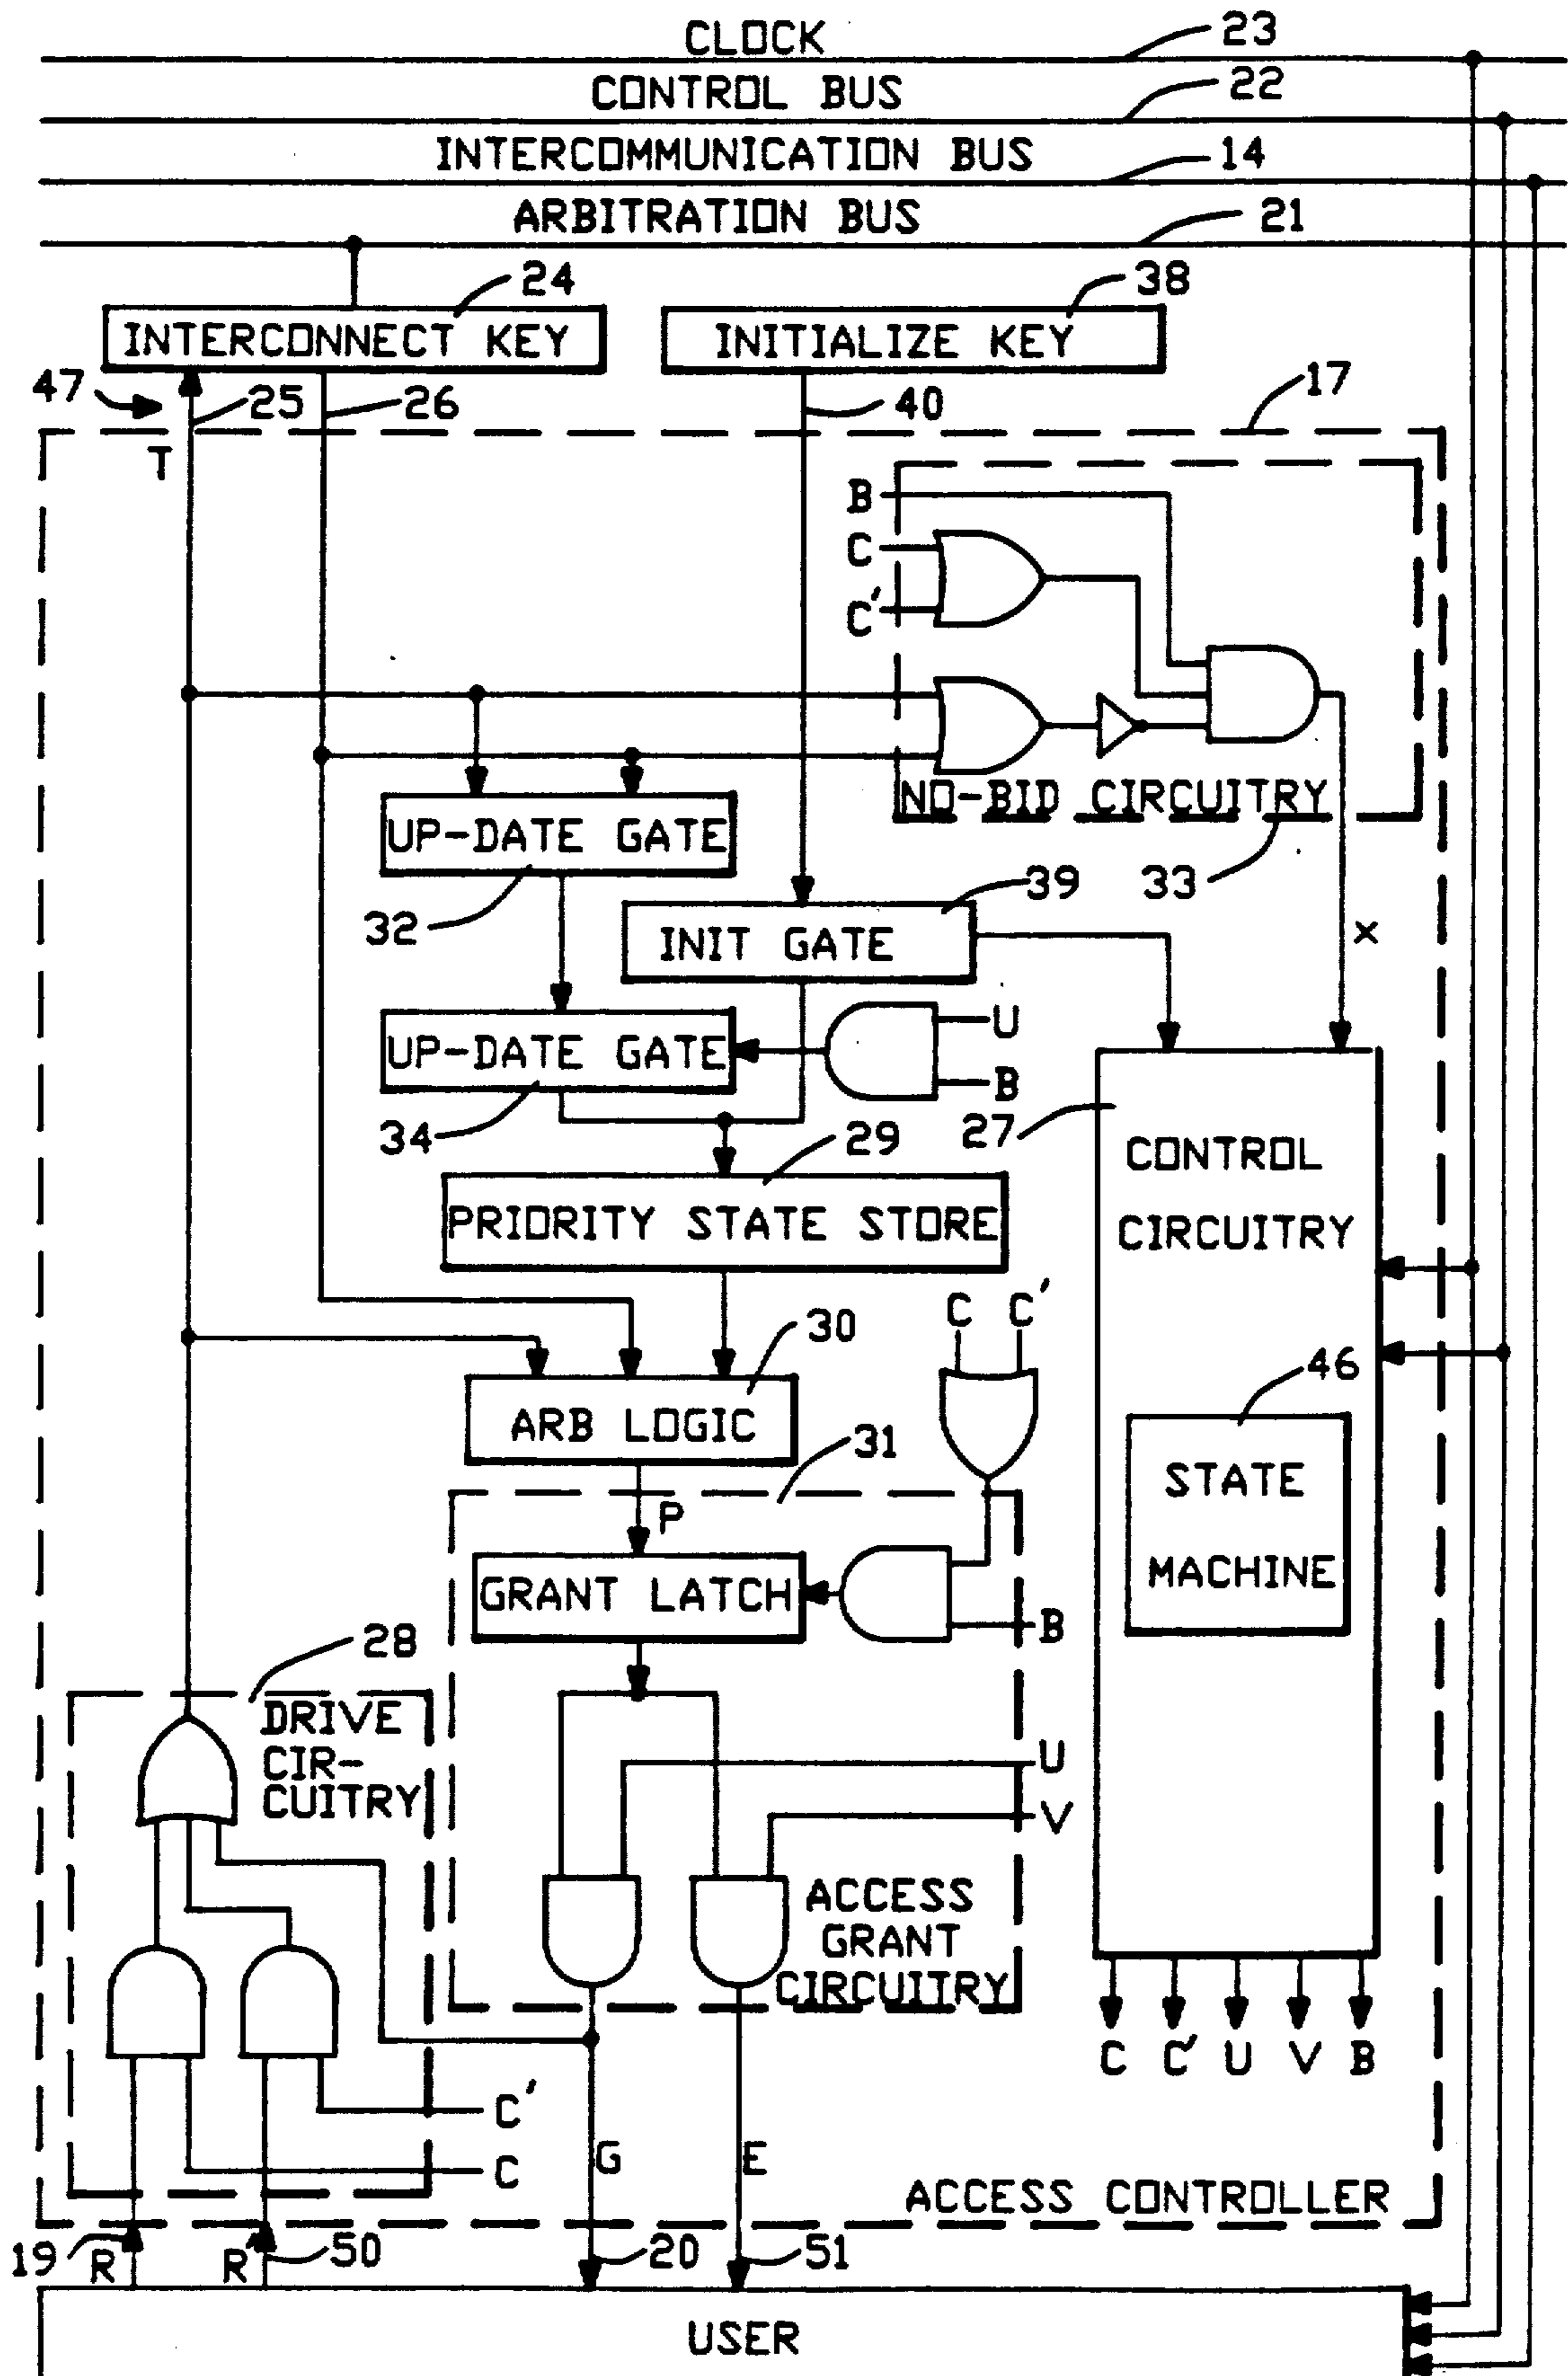 CLOCK 23
CONTROL BUS 22
INTERCOMMUNICATION BUS 14
ARBITRATION BUS 21
24 38
INTERCONNECT KEY INITIALIZE KEY
47 25 26 40 17
T
B
C
C'
NO-BID CIRCUITRY
UP-DATE GATE
32 39 33
INIT GATE X
UP-DATE GATE U
B
34 29 27
CONTROL
CIRCUITRY
PRIORITY STATE STORE
C C'
30 46
ARB LOGIC
31
STATE
MACHINE
P
GRANT LATCH
B
28
DRIVE
CIR-
CUITRY
U
V
ACCESS
GRANT
CIRCUITRY
C C' U V B
C'
C
G E
ACCESS CONTROLLER
19 R R 50 20 51
USER